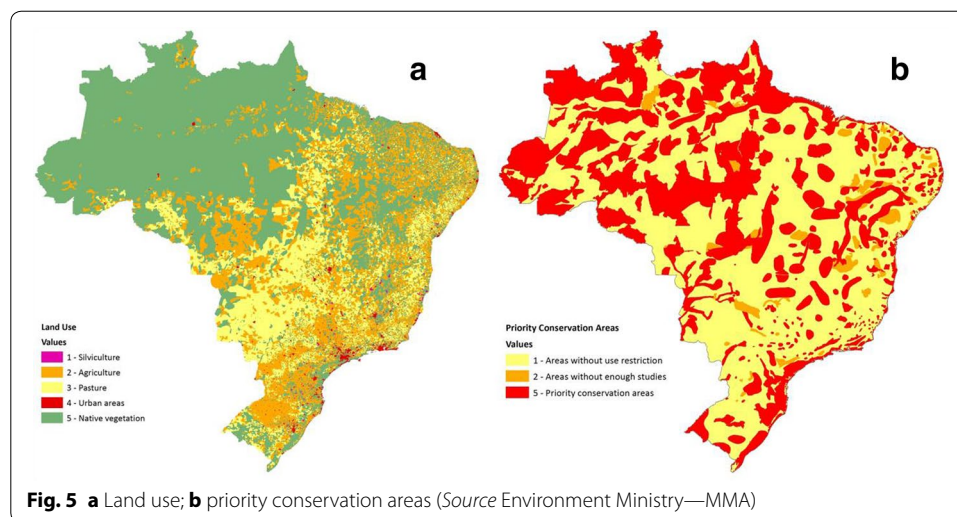 a
b
Land Use
Values
1 - Silviculture
2 - Agriculture
3 - Pasture
4 - Urban areas
5 - Native vegetation
Priority Conservation Areas
Values
1 - Areas without use restriction
2 - Areas without enough studies
5 - Priority conservation areas
Fig. 5 a Land use; b priority conservation areas (Source Environment Ministry—MMA)